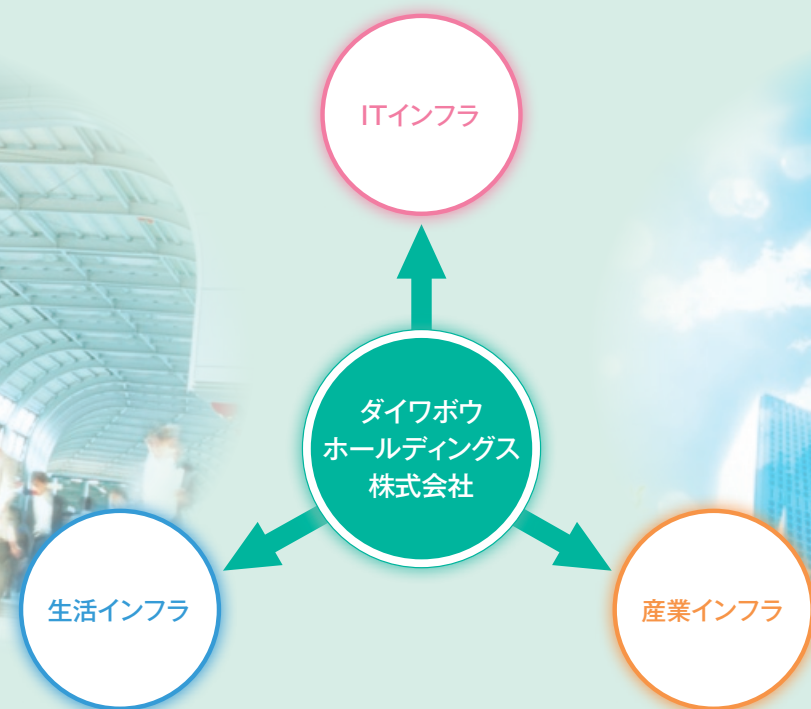 ITインフラ
ダイワボウ
ホールディングス
株式会社
生活インフラ
産業インフラ